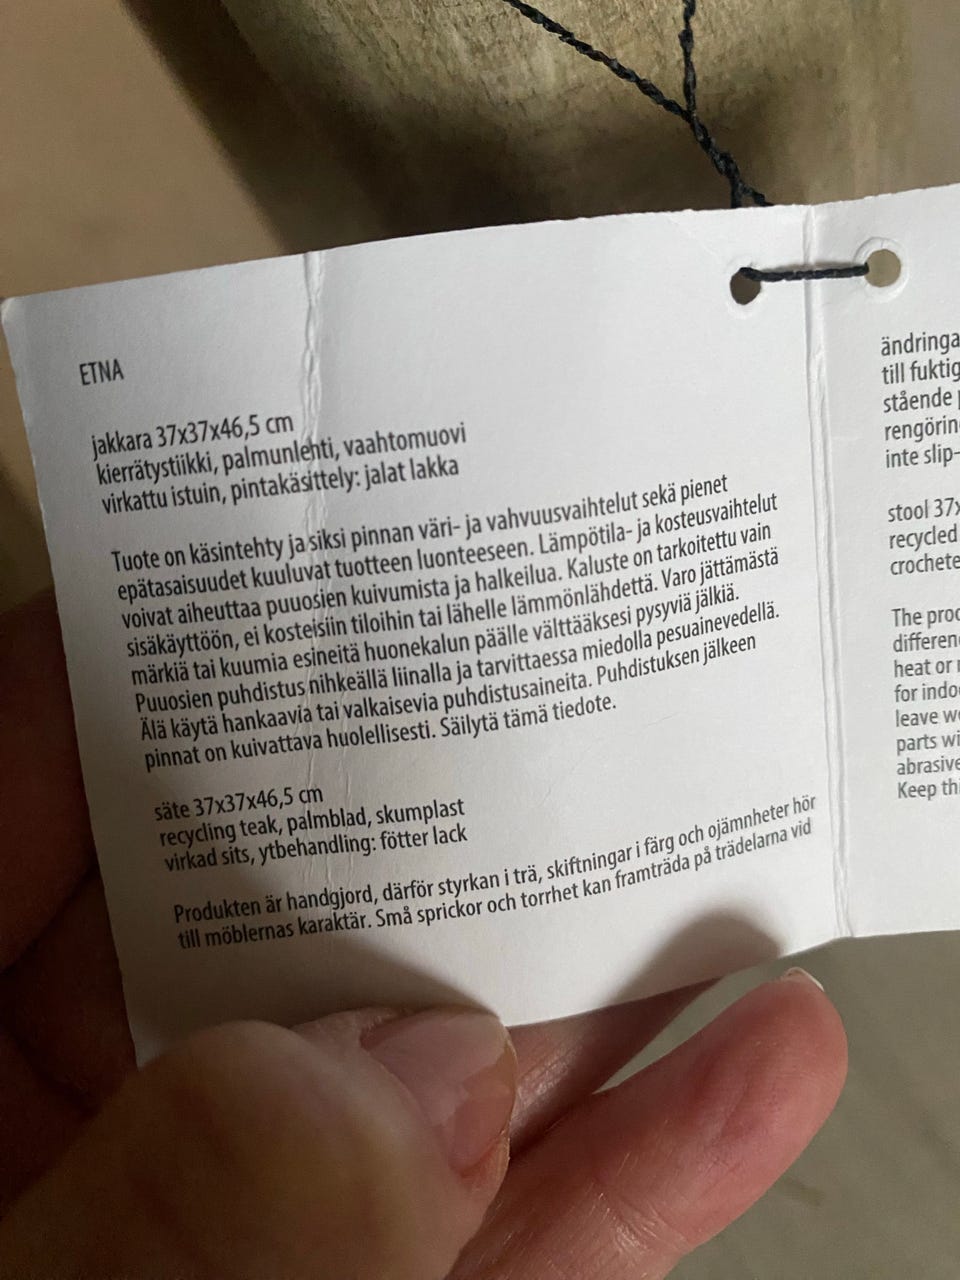 ETNA
jakkara 37x37x46,5 cm
kierrätystiikki, palmunlehti, vaahtomuovi
virkattu istuin, pintakäsittely: jalat lakka
Tuote on käsintehty ja siksi pinnan väri- ja vahvuusvaihtelut sekä pienet
epätasaisuudet kuuluvat tuotteen luonteeseen. Lämpötila- ja kosteusvaihtelut
voivat aiheuttaa puuosien kuivumista ja halkeilua. Kaluste on tarkoitettu vain
sisäkäyttöön, ei kosteisiin tiloihin tai lähelle lämmönlähdettä. Varo jättämästä
märkiä tai kuumia esineitä huonekalun päälle välttääksesi pysyviä jälkiä.
Puuosien puhdistus nihkeällä liinalla ja tarvittaessa miedolla pesuainevedellä.
Älä käytä hankaavia tai valkaisevia puhdistusaineita. Puhdistuksen jälkeen
pinnat on kuivattava huolellisesti. Säilytä tämä tiedote.
säte 37x37x46,5 cm
recycling teak, palmblad, skumplast
virkad sits, ytbehandling: fötter lack
Produkten är handgjord, därför styrkan i trä, skiftningar i färg och ojämnheter hör
till möblernas karaktär. Små sprickor och torrhet kan framträda på trädelarna vid
ändringa
till fuktig
stående
rengörin
inte slip-
stool 37x
recycled
crochete
The prod
differen
heat or
for indo
leave we
parts wi
abrasive
Keep thi